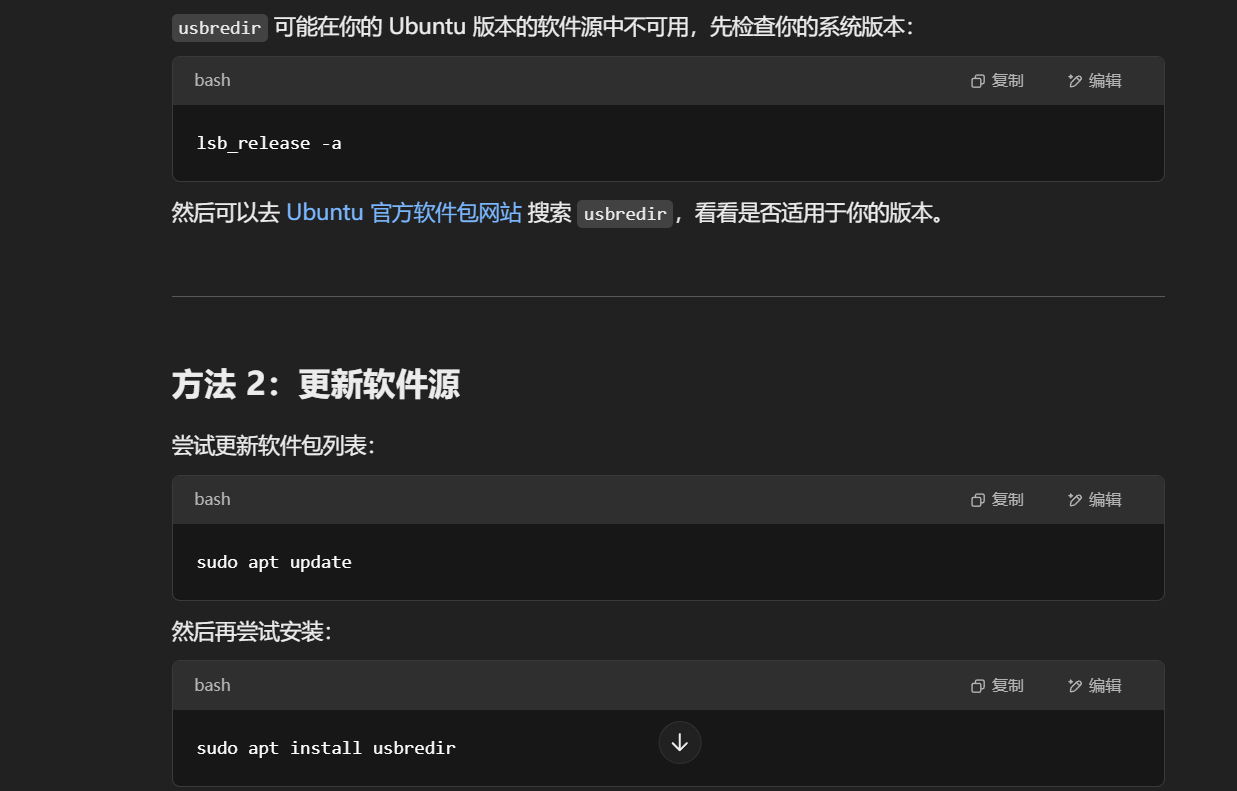 usbredir 可能在你的 Ubuntu 版本的软件源中不可用，先检查你的系统版本：
bash 复制 编辑
lsb_release -a
然后可以去 Ubuntu 官方软件包网站 搜索 usbredir，看看是否适用于你的版本。
方法 2：更新软件源
尝试更新软件包列表：
bash 复制 编辑
sudo apt update
然后再尝试安装：
bash 复制 编辑
sudo apt install usbredir